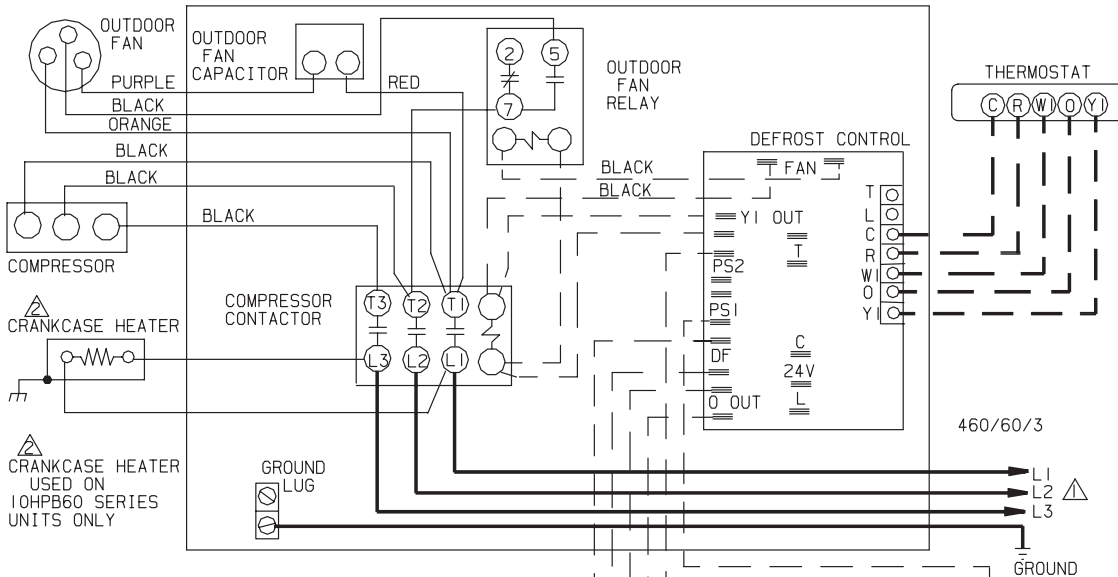 OUTDOOR
FAN
OUTDOOR
FAN
CAPACITOR
PURPLE
BLACK
ORANGE
BLACK
BLACK
BLACK
RED
2
5
7
OUTDOOR
FAN
RELAY
THERMOSTAT
C R W1 O Y1
DEFROST CONTROL
BLACK
BLACK
FAN
Y1 OUT
T
PS2
PS1
DF
O OUT
C
24V
L
T
L
C
R
W1
O
Y1
COMPRESSOR
COMPRESSOR
CONTACTOR
T3 T2 T1
L3 L2 L1
2
CRANKCASE HEATER
2
CRANKCASE HEATER
USED ON
10HPB60 SERIES
UNITS ONLY
GROUND
LUG
460/60/3
L1
L2 1
L3
GROUND